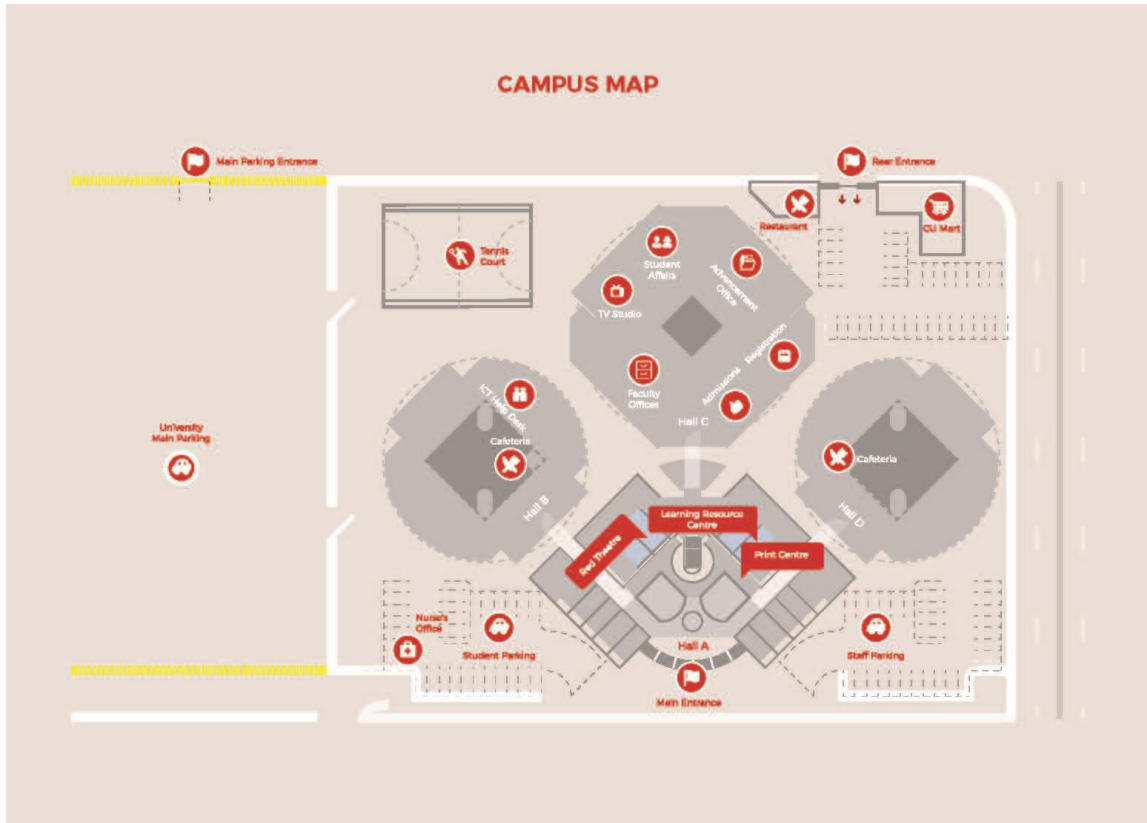 CAMPUS MAP
Main Parking Entrance
Rear Entrance
Restaurant
CU Mart
Tennis
Court
Student
Affairs
Advancement
Office
TV Studio
Registration
Admissions
Faculty
Offices
Hall C
ICT Help Desk
Cafeteria
Hall B
University
Main Parking
Cafeteria
Hall D
Learning Resource
Centre
Red Theatre
Print Centre
Nurse's
Office
Student Parking
Hall A
Staff Parking
Main Entrance